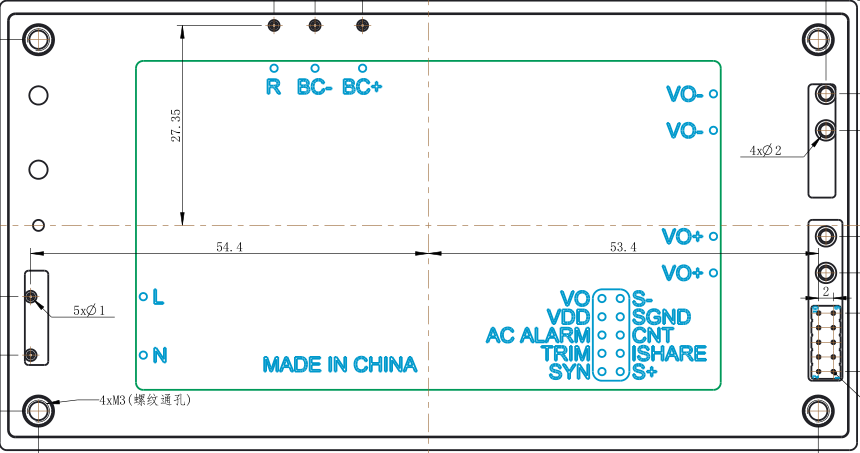 R BC- BC+
VO-
27.35
VO-
4xØ2
VO+
54.4
53.4
VO+
2
L
VO S-
5xØ1
VDD SGND
AC ALARM CNT
N
TRIM ISHARE
MADE IN CHINA
SYN S+
4xM3(螺纹通孔)